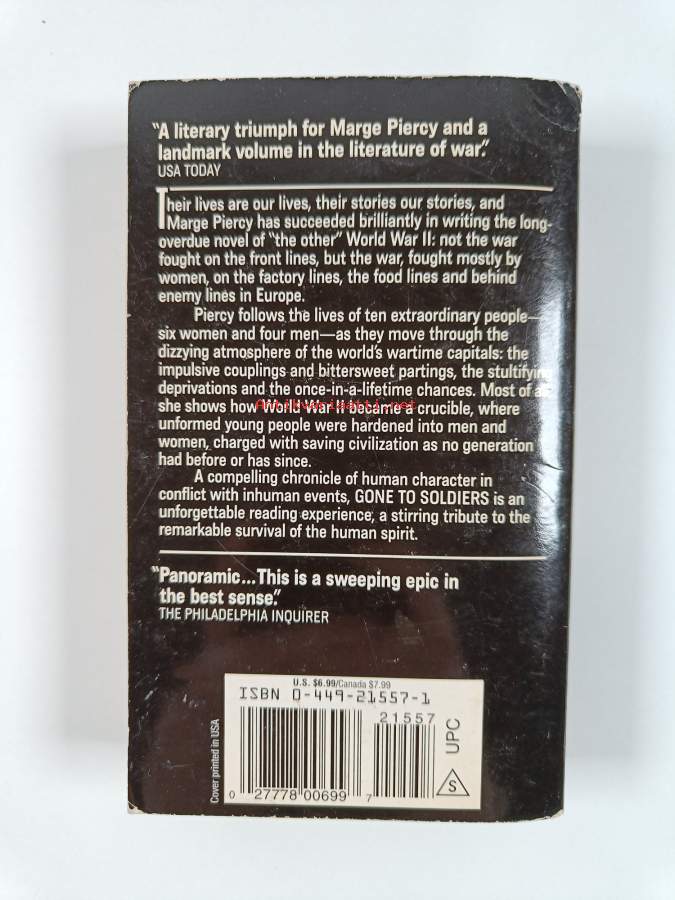 "A literary triumph for Marge Piercy and a
landmark volume in the literature of war."
USA TODAY
Their lives are our lives, their stories our stories, and
Marge Piercy has succeeded brilliantly in writing the long-
overdue novel of "the other" World War II: not the war
fought on the front lines, but the war, fought mostly by
women, on the factory lines, the food lines and behind
enemy lines in Europe.
Piercy follows the lives of ten extraordinary people—
six women and four men—as they move through the
dizzying atmosphere of the world's wartime capitals: the
impulsive couplings and bittersweet partings, the stultifying
deprivations and the once-in-a-lifetime chances. Most of
Antikvariaatti.net
she shows how World War II became a crucible, where
unformed young people were hardened into men and
women, charged with saving civilization as no generation
had before or has since.
A compelling chronicle of human character in
conflict with inhuman events, GONE TO SOLDIERS is an
unforgettable reading experience, a stirring tribute to the
remarkable survival of the human spirit.
"Panoramic...This is a sweeping epic in
the best sense."
THE PHILADELPHIA INQUIRER
U.S. $6.99/Canada $7.99
ISBN 0-449-21557-1
21557
UPC
S
0 27778 00699 7
Cover printed in USA